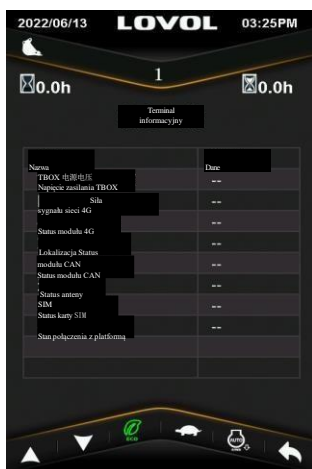 2022/06/13 LOVOL 03:25PM
0.0h 1 0.0h
Terminal
informacyjny
Nazwa Dane
TBOX 电源电压 --
Napięcie zasilania TBOX
Siła --
sygnału sieci 4G
--
Status modułu 4G
--
Lokalizacja Status
modułu CAN --
Status modułu CAN
--
Status anteny
SIM --
Status karty SIM
--
Stan połączenia z platformą
ECO AUTO